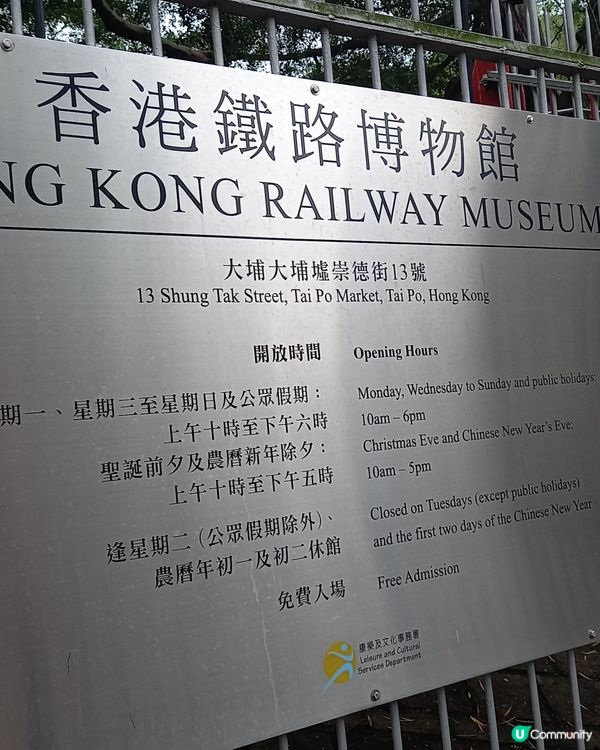 香港鐵路博物館
NG KONG RAILWAY MUSEUM
大埔大埔墟崇德街13號
13 Shung Tak Street, Tai Po Market, Tai Po, Hong Kong
開放時間 Opening Hours
期一、星期三至星期日及公眾假期：
上午十時至下午六時
聖誕前夕及農曆新年除夕：
上午十時至下午五時
逢星期二（公眾假期除外）、
農曆年初一及初二休館
免費入場
Monday, Wednesday to Sunday and public holidays:
10am – 6pm
Christmas Eve and Chinese New Year's Eve:
10am – 5pm
Closed on Tuesdays (except public holidays)
and the first two days of the Chinese New Year
Free Admission
康樂及文化事務署
Leisure and Cultural
Services Department
U Community